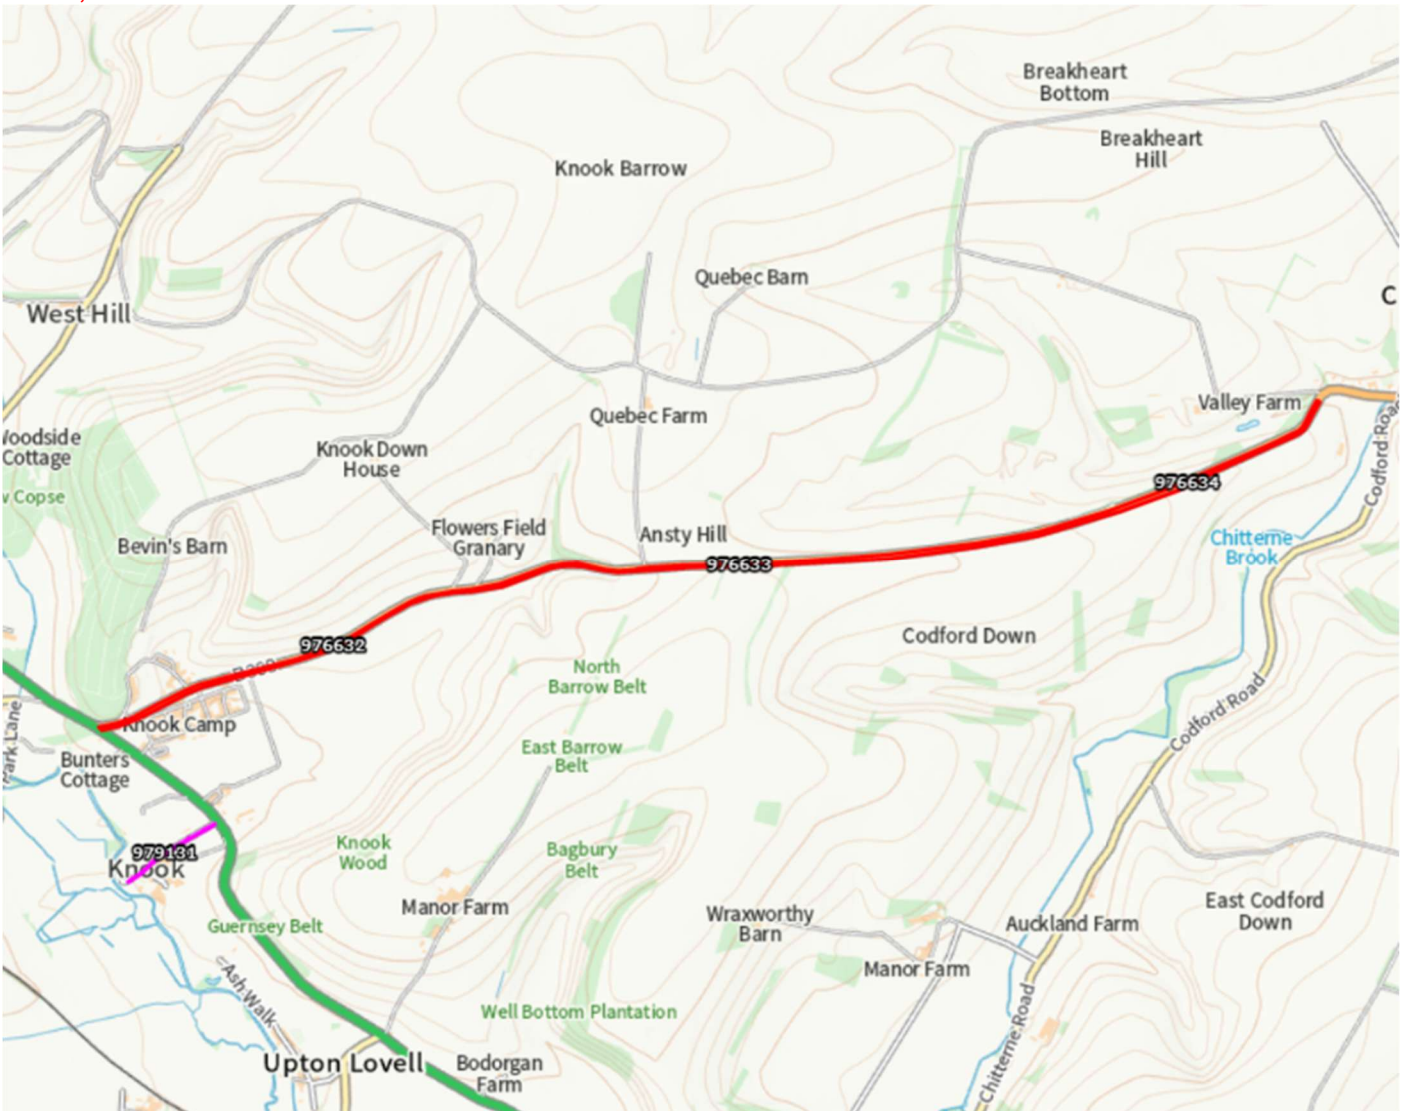 Breakheart
Bottom
Breakheart
Hill
Knook Barrow
Quebec Barn
C
West Hill
Valley Farm
Codford Road
Quebec Farm
Woodside
Cottage
Knook Down
House
w Copse
976634
Flowers Field
Granary
Ansty Hill
Chitterne
Brook
Bevin's Barn
976633
Codford Down
976632
North
Barrow Belt
Codford Road
Park Lane
Knook Camp
East Barrow
Belt
Bunters
Cottage
979131
Knook
Knook
Wood
Bagbury
Belt
Manor Farm
Wraxworthy
Barn
Auckland Farm
East Codford
Down
Guernsey Belt
Manor Farm
Ash Walk
Well Bottom Plantation
Chitterne Road
Upton Lovell
Bodorgan
Farm